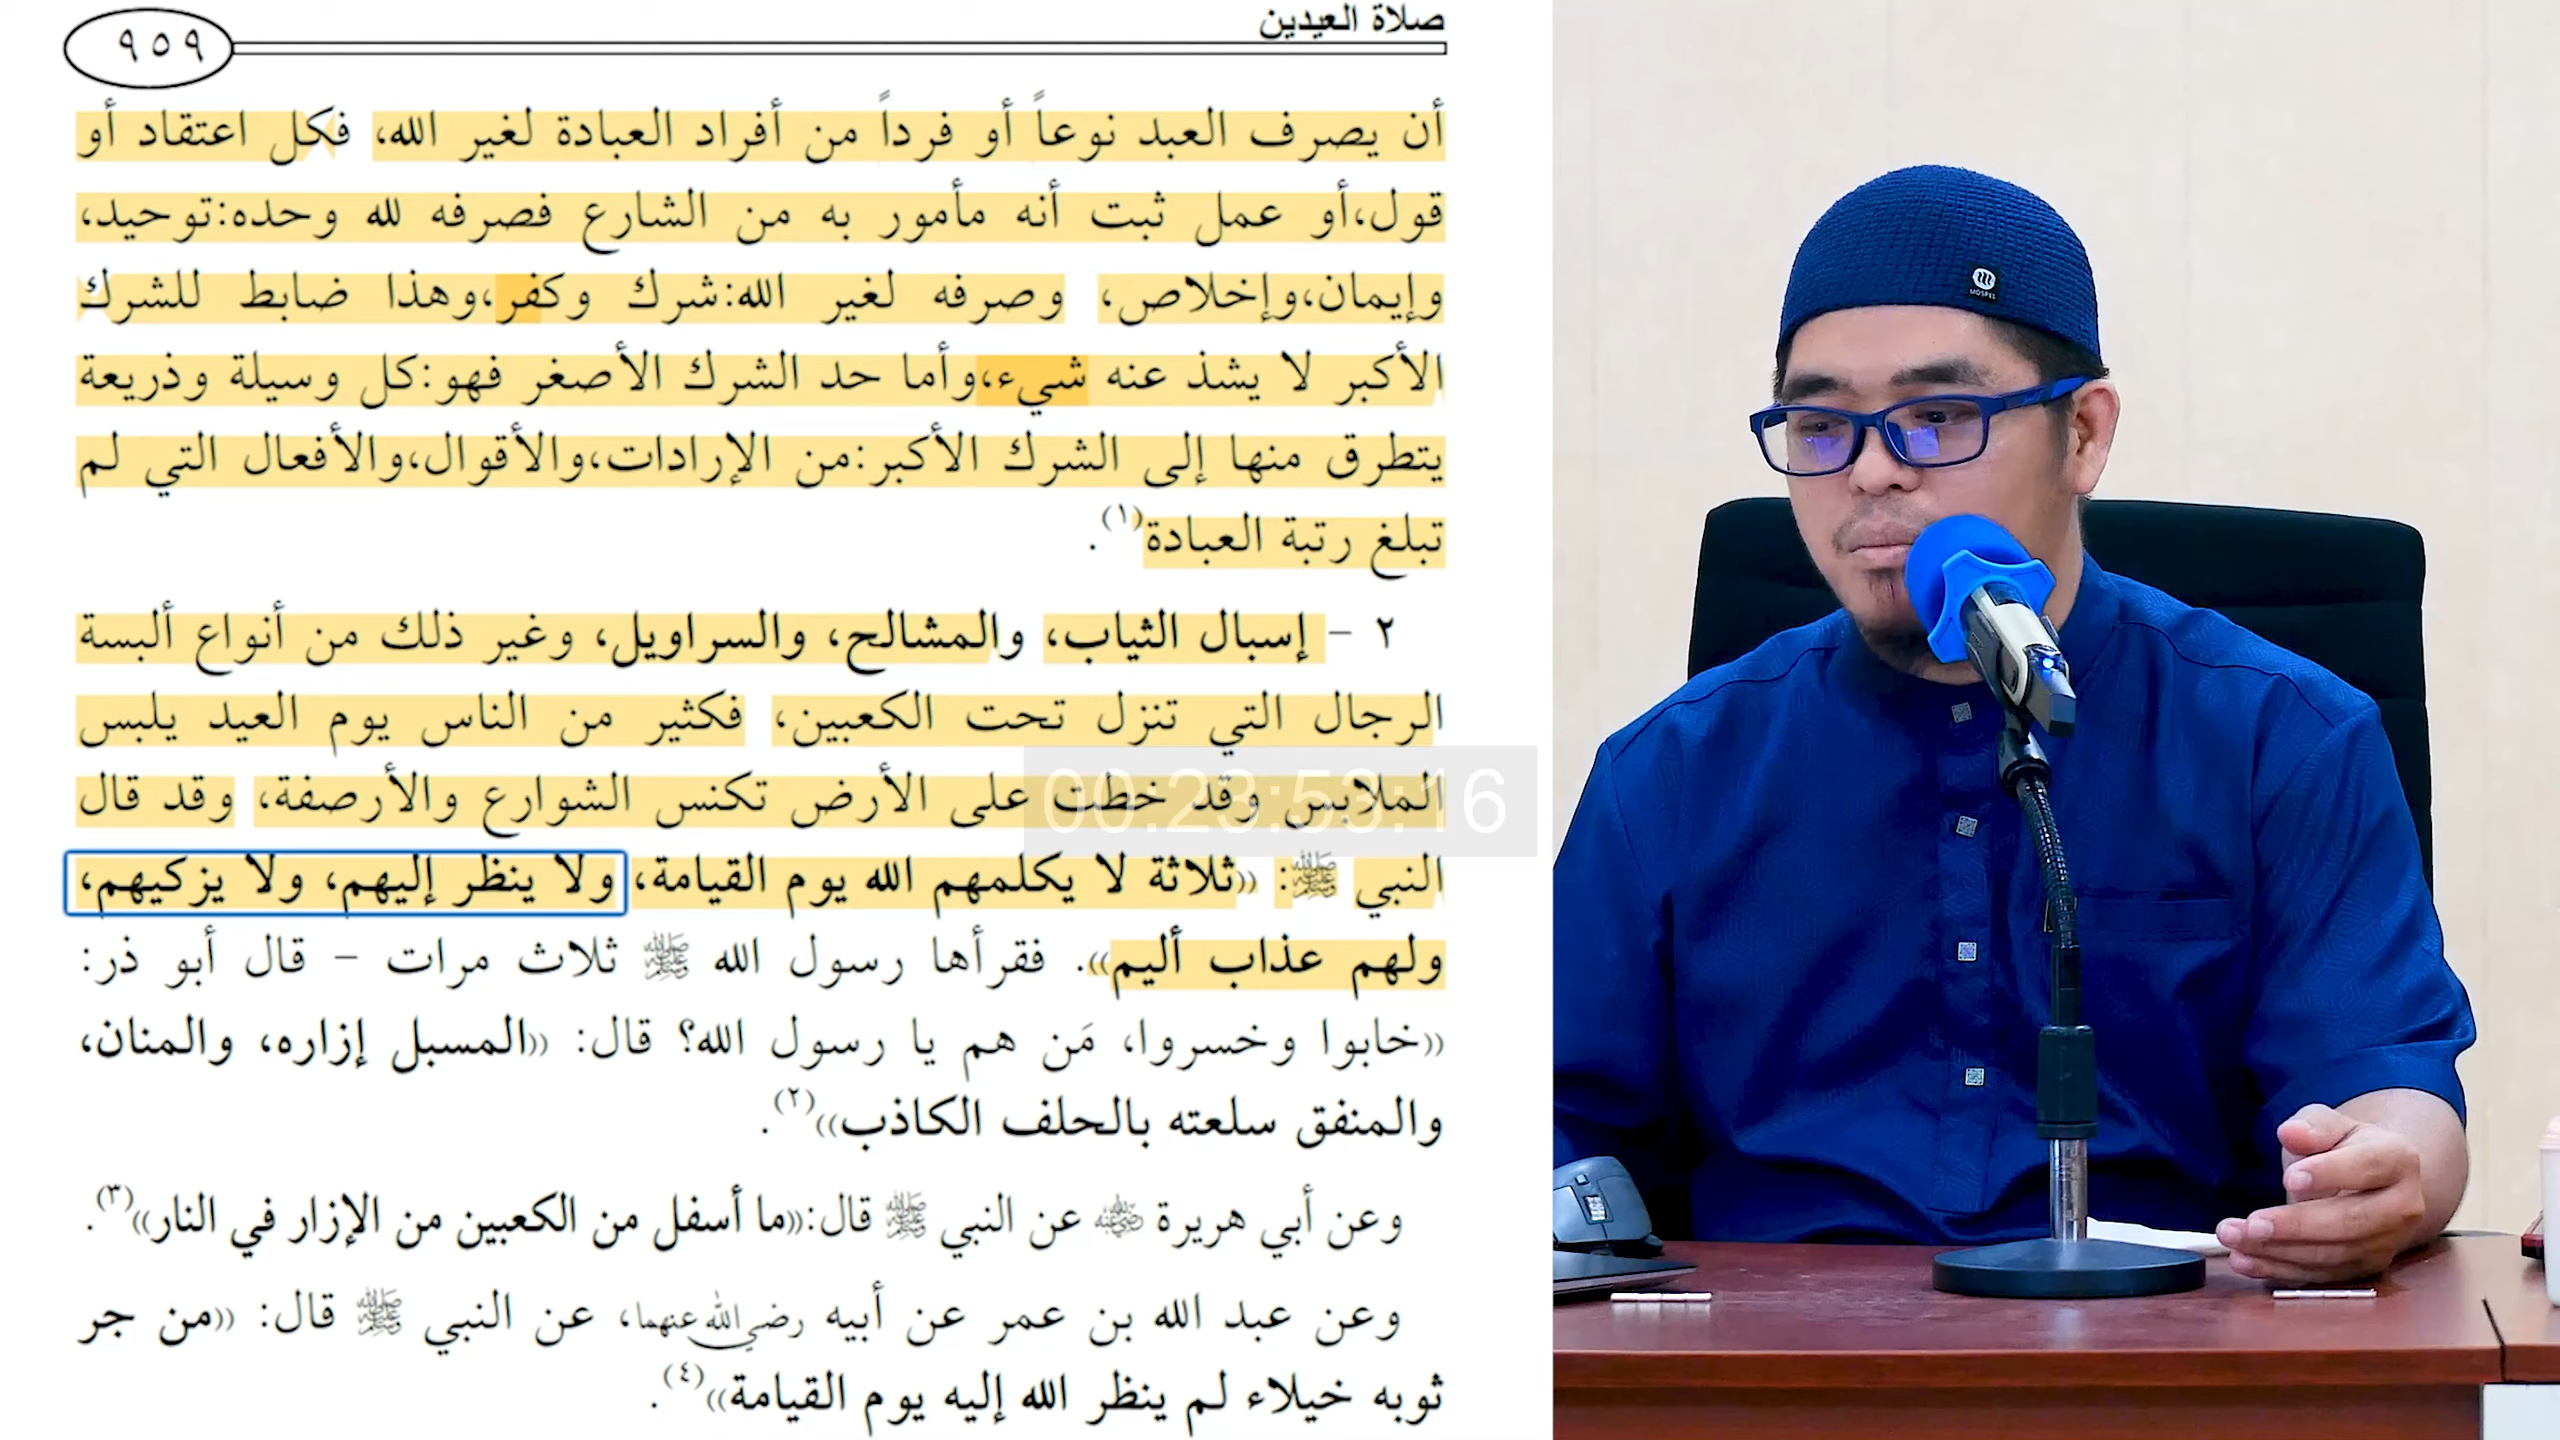 صلاة العيدين
٩٥٩
أن يصرف العبد نوعاً أو فرداً من أفراد العبادة لغير الله، فكل اعتقاد أو
قول،أو عمل ثبت أنه مأمور به من الشارع فصرفه لله وحده:توحيد،
وإيمان،وإخلاص، وصرفه لغير الله:شرك وكفر،وهذا ضابط للشرك
الأكبر لا يشذ عنه شيء،وأما حد الشرك الأصغر فهو:كل وسيلة وذريعة
يتطرق منها إلى الشرك الأكبر:من الإرادات،والأقوال،والأفعال التي لم
تبلغ رتبة العبادة(١).
٢ – إسبال الثياب، والمشالح، والسراويل، وغير ذلك من أنواع ألبسة
الرجال التي تنزل تحت الكعبين، فكثير من الناس يوم العيد يلبس
الملابس وقد خطت على الأرض تكنس الشوارع والأرصفة، وقد قال
النبي ﷺ: ((ثلاثة لا يكلمهم الله يوم القيامة، ولا ينظر إليهم، ولا يزكيهم،
ولهم عذاب أليم)). فقرأها رسول الله ﷺ ثلاث مرات – قال أبو ذر:
((خابوا وخسروا، مَن هم يا رسول الله؟ قال: ((المسبل إزاره، والمنان،
والمنفق سلعته بالحلف الكاذب))(٢).
وعن أبي هريرة رضي الله عنه عن النبي ﷺ قال:((ما أسفل من الكعبين من الإزار في النار))(٣).
وعن عبد الله بن عمر عن أبيه رضي الله عنهما، عن النبي ﷺ قال: ((من جر
ثوبه خيلاء لم ينظر الله إليه يوم القيامة))(٤).
00:23:53:16
MOSPES